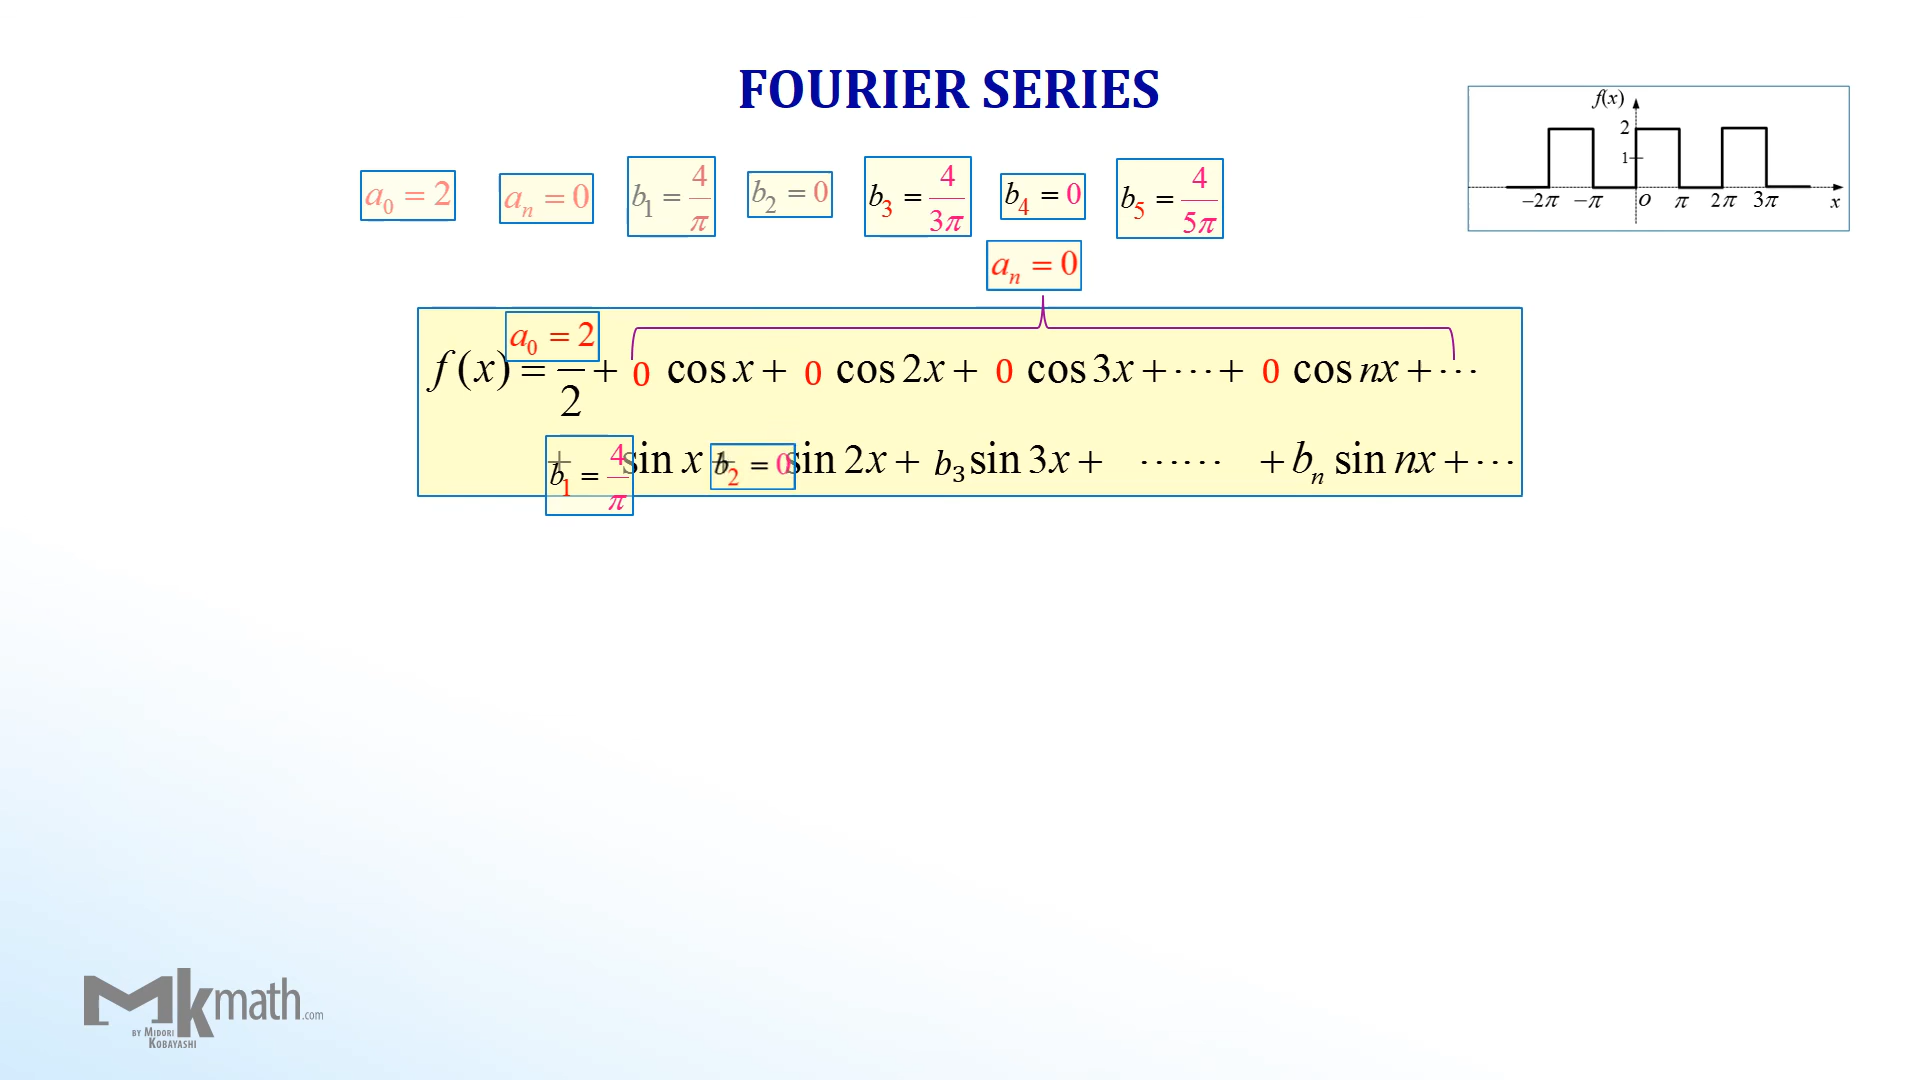 FOURIER SERIES
a₀ = 2 aₙ = 0 b₁ = 4/π b₂ = 0 b₃ = 4/3π b₄ = 0 b₅ = 4/5π
f(x)
2
1
−2π −π o π 2π 3π x
aₙ = 0
a₀ = 2
f(x) = /2 + 0 cos x + 0 cos 2x + 0 cos 3x + ⋯ + 0 cos nx + ⋯
+ b₁ = 4/π sin x + b₂ = 0 sin 2x + b₃ sin 3x + ⋯⋯ + bₙ sin nx + ⋯
Mkmath.com
BY MIDORI
KOBAYASHI